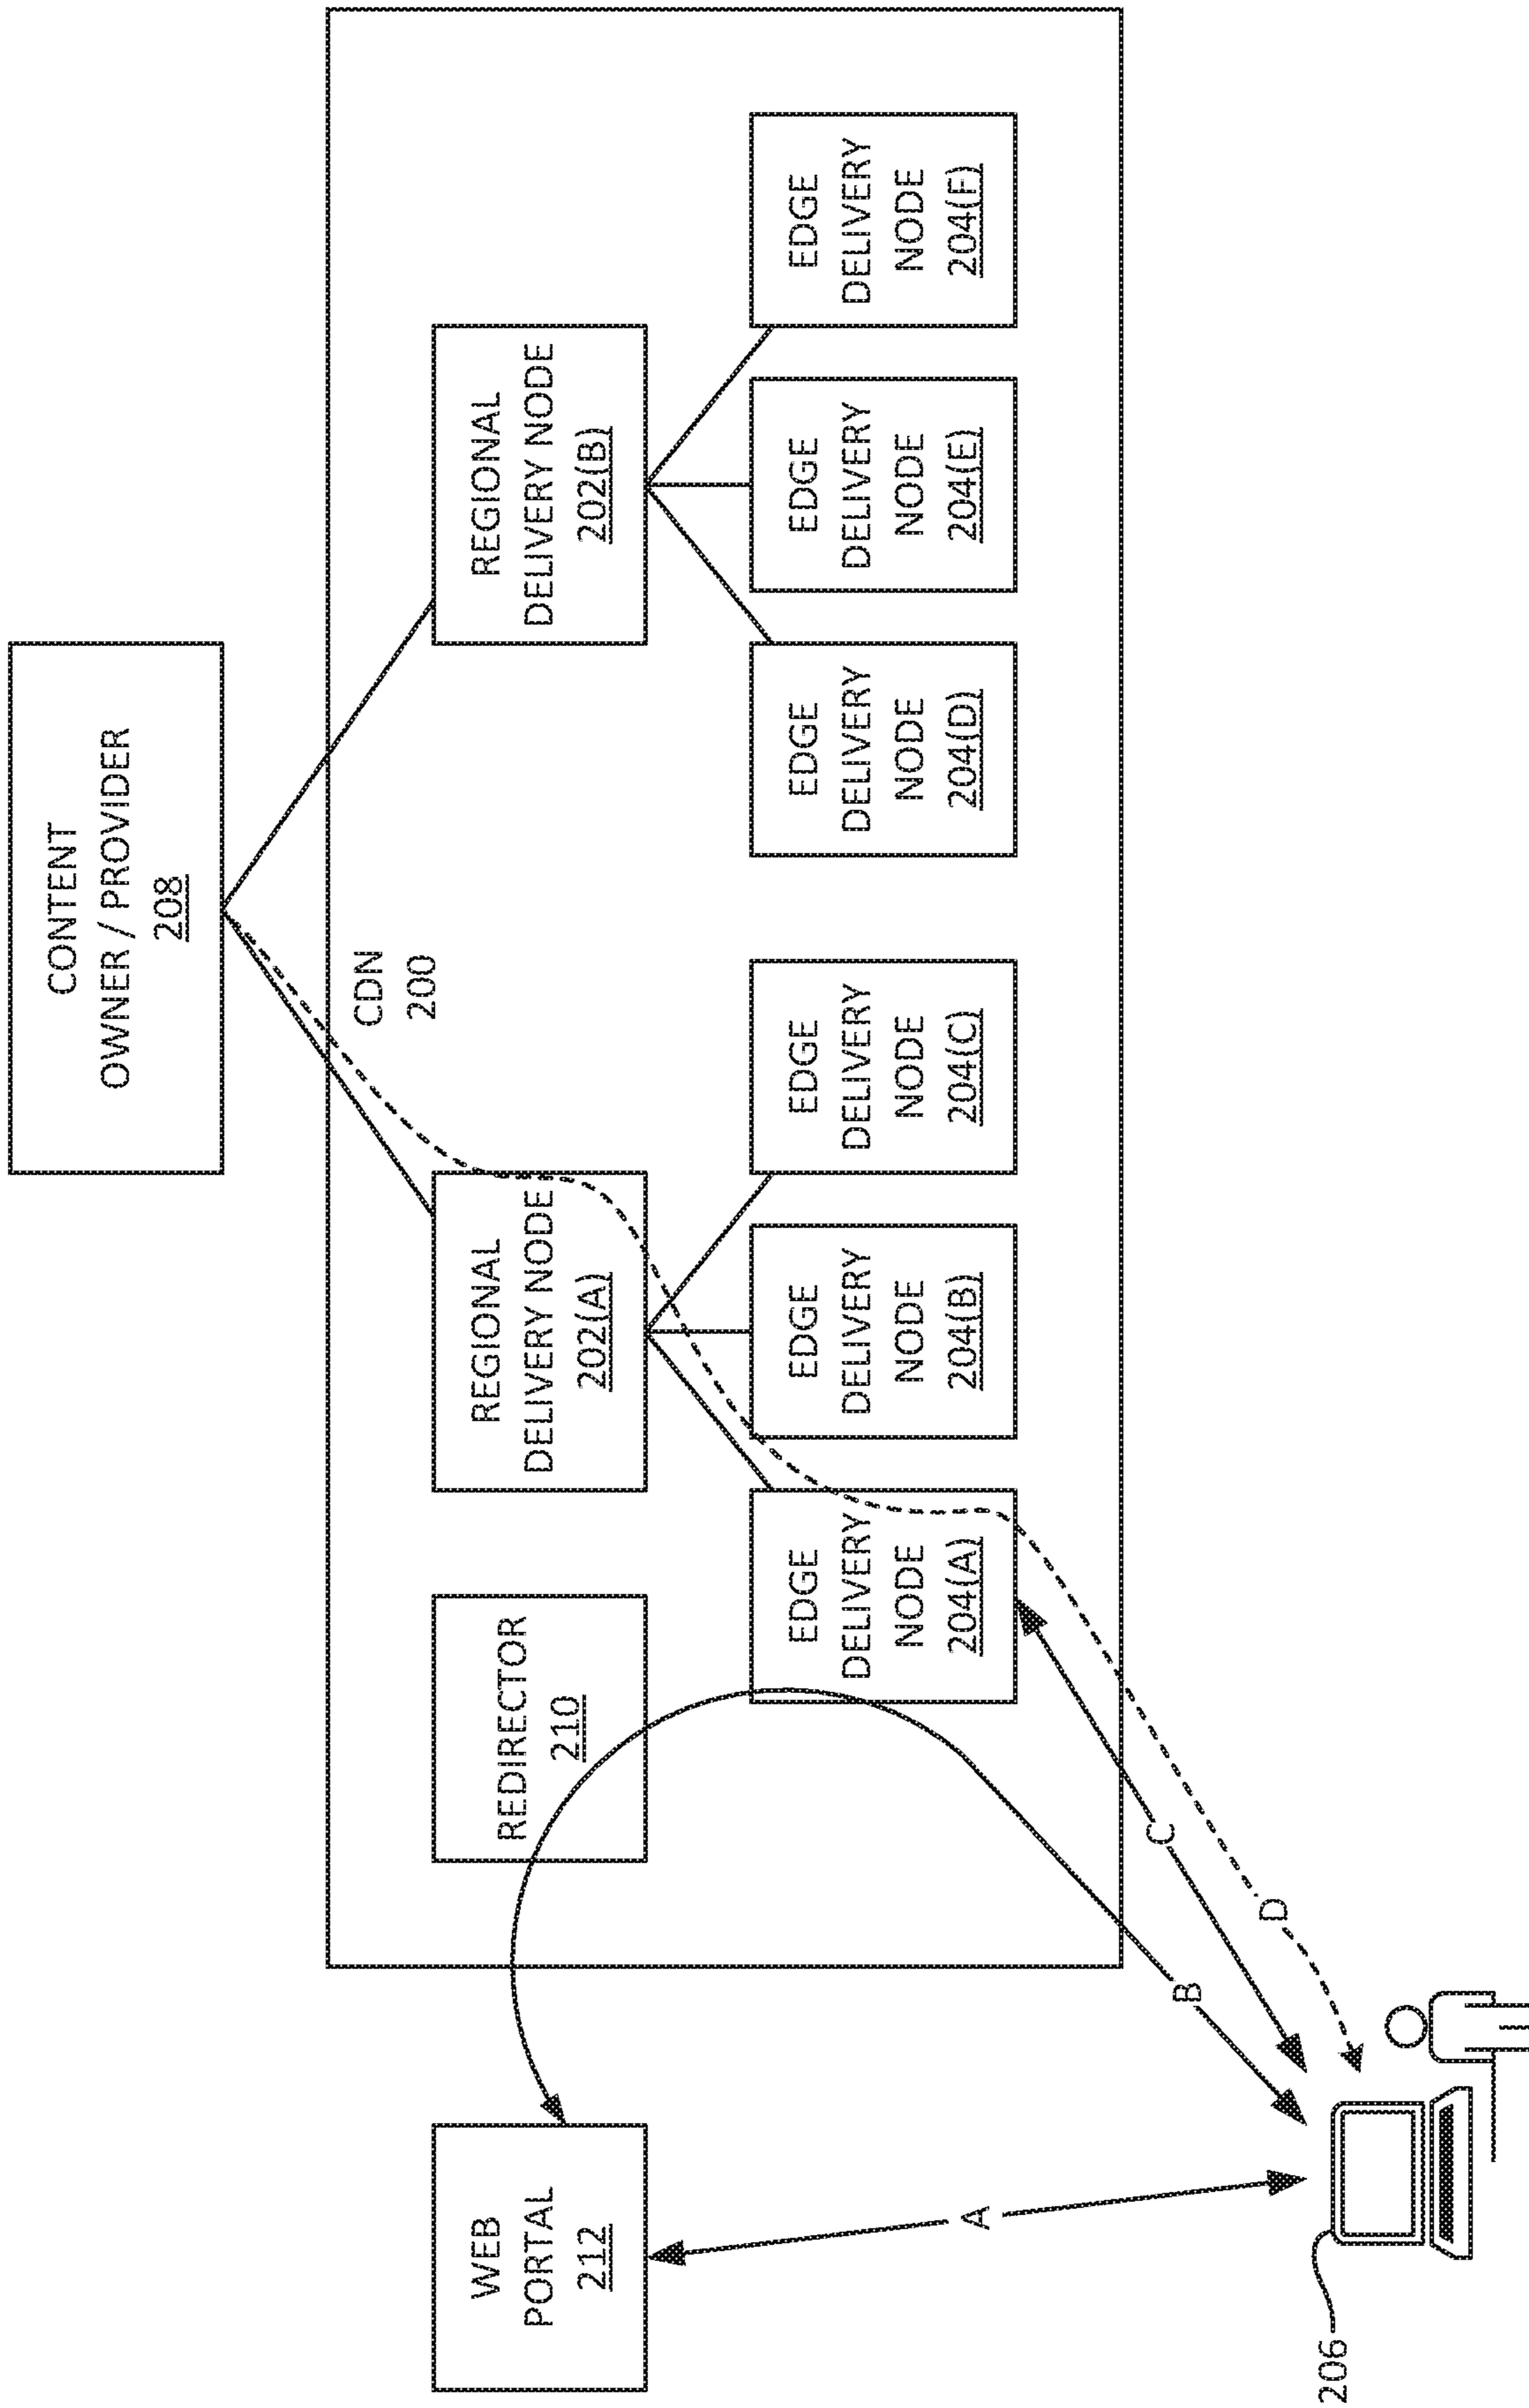 CONTENT
OWNER / PROVIDER
208
CDN
200
WEB
PORTAL
212
REDIRECTOR
210
REGIONAL
DELIVERY NODE
202(A)
REGIONAL
DELIVERY NODE
202(B)
EDGE
DELIVERY
NODE
204(A)
EDGE
DELIVERY
NODE
204(B)
EDGE
DELIVERY
NODE
204(C)
EDGE
DELIVERY
NODE
204(D)
EDGE
DELIVERY
NODE
204(E)
EDGE
DELIVERY
NODE
204(F)
A
B
C
D
206